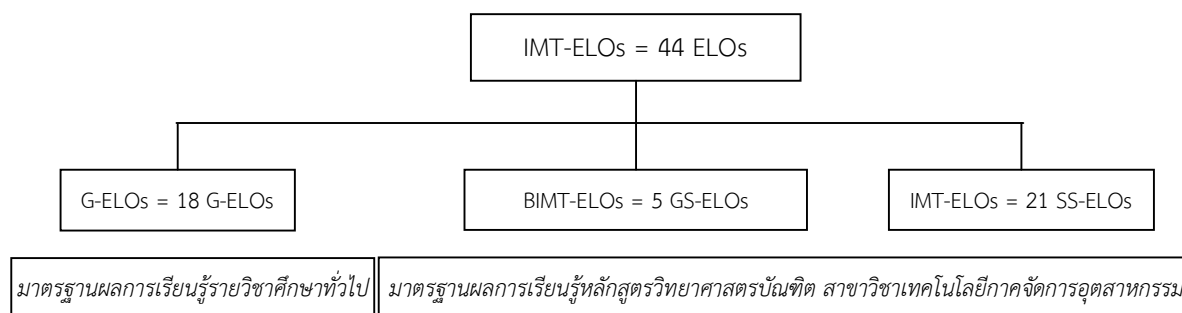 IMT-ELOs = 44 ELOs
G-ELOs = 18 G-ELOs
BIMT-ELOs = 5 GS-ELOs
IMT-ELOs = 21 SS-ELOs
มาตรฐานผลการเรียนรู้รายวิชาศึกษาทั่วไป
มาตรฐานผลการเรียนรู้หลักสูตรวิทยาศาสตรบัณฑิต สาขาวิชาเทคโนโลยีกาคจัดการอุตสาหกรรม